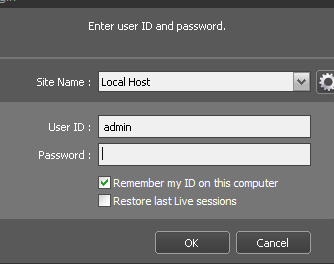 Enter user ID and password.
Site Name : Local Host
User ID : admin
Password :
Remember my ID on this computer
Restore last Live sessions
OK Cancel